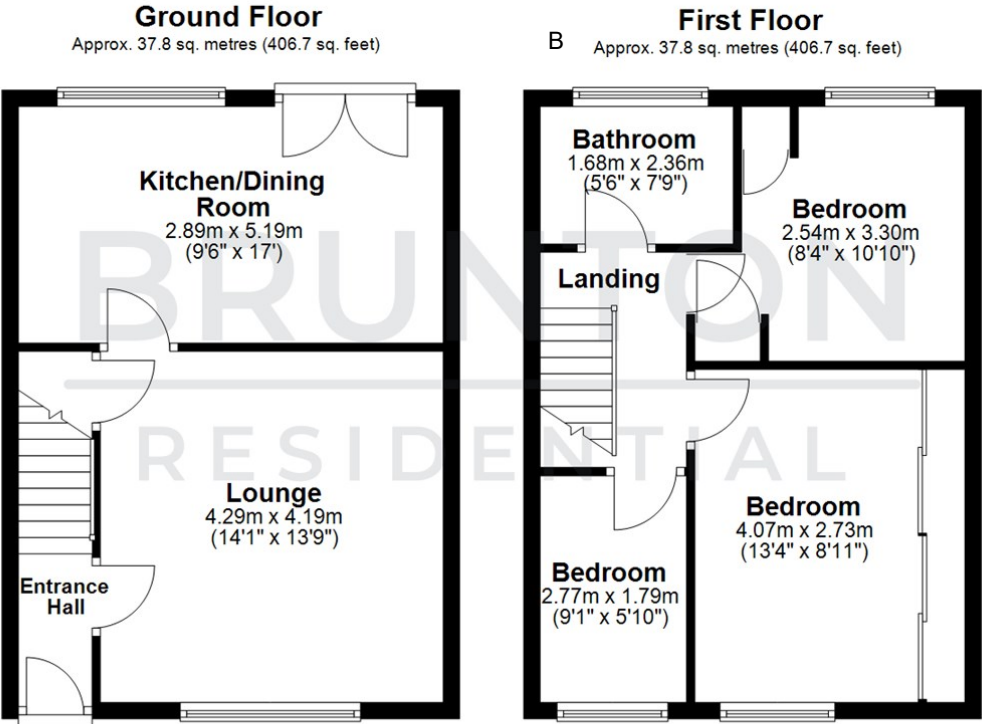 Ground Floor
Approx. 37.8 sq. metres (406.7 sq. feet)
Kitchen/Dining
Room
2.89m x 5.19m
(9'6" x 17')
Lounge
4.29m x 4.19m
(14'1" x 13'9")
Entrance
Hall
B
First Floor
Approx. 37.8 sq. metres (406.7 sq. feet)
Bathroom
1.68m x 2.36m
(5'6" x 7'9")
Bedroom
2.54m x 3.30m
(8'4" x 10'10")
Landing
Bedroom
4.07m x 2.73m
(13'4" x 8'11")
Bedroom
2.77m x 1.79m
(9'1" x 5'10")
BRUNTON
RESIDENTIAL